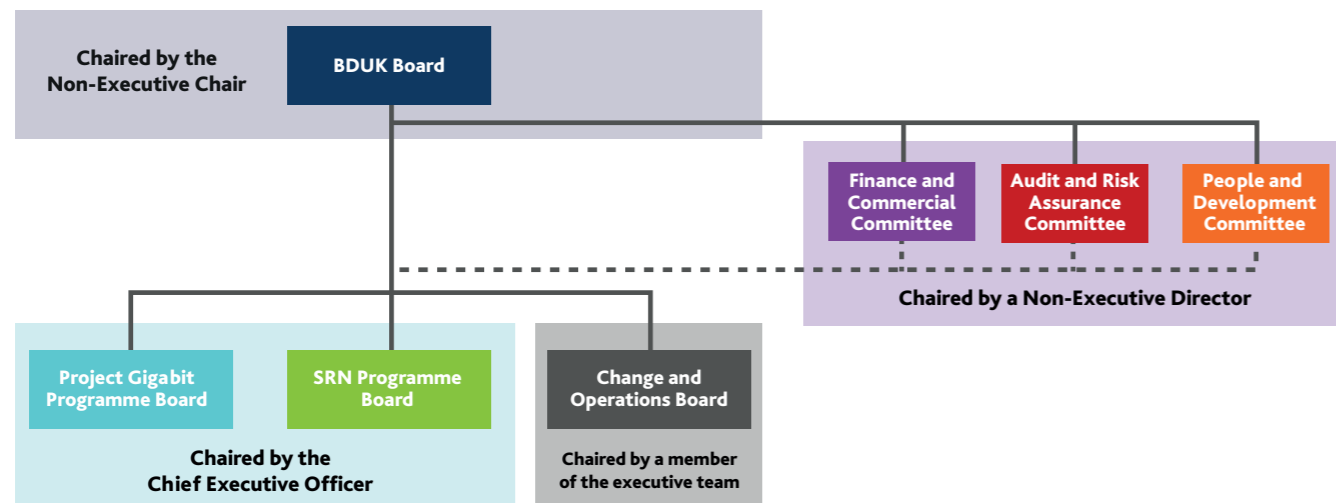 Chaired by the
Non-Executive Chair
BDUK Board
Finance and
Commercial
Committee
Audit and Risk
Assurance
Committee
People and
Development
Committee
Chaired by a Non-Executive Director
Project Gigabit
Programme Board
SRN Programme
Board
Change and
Operations Board
Chaired by the
Chief Executive Officer
Chaired by a member
of the executive team